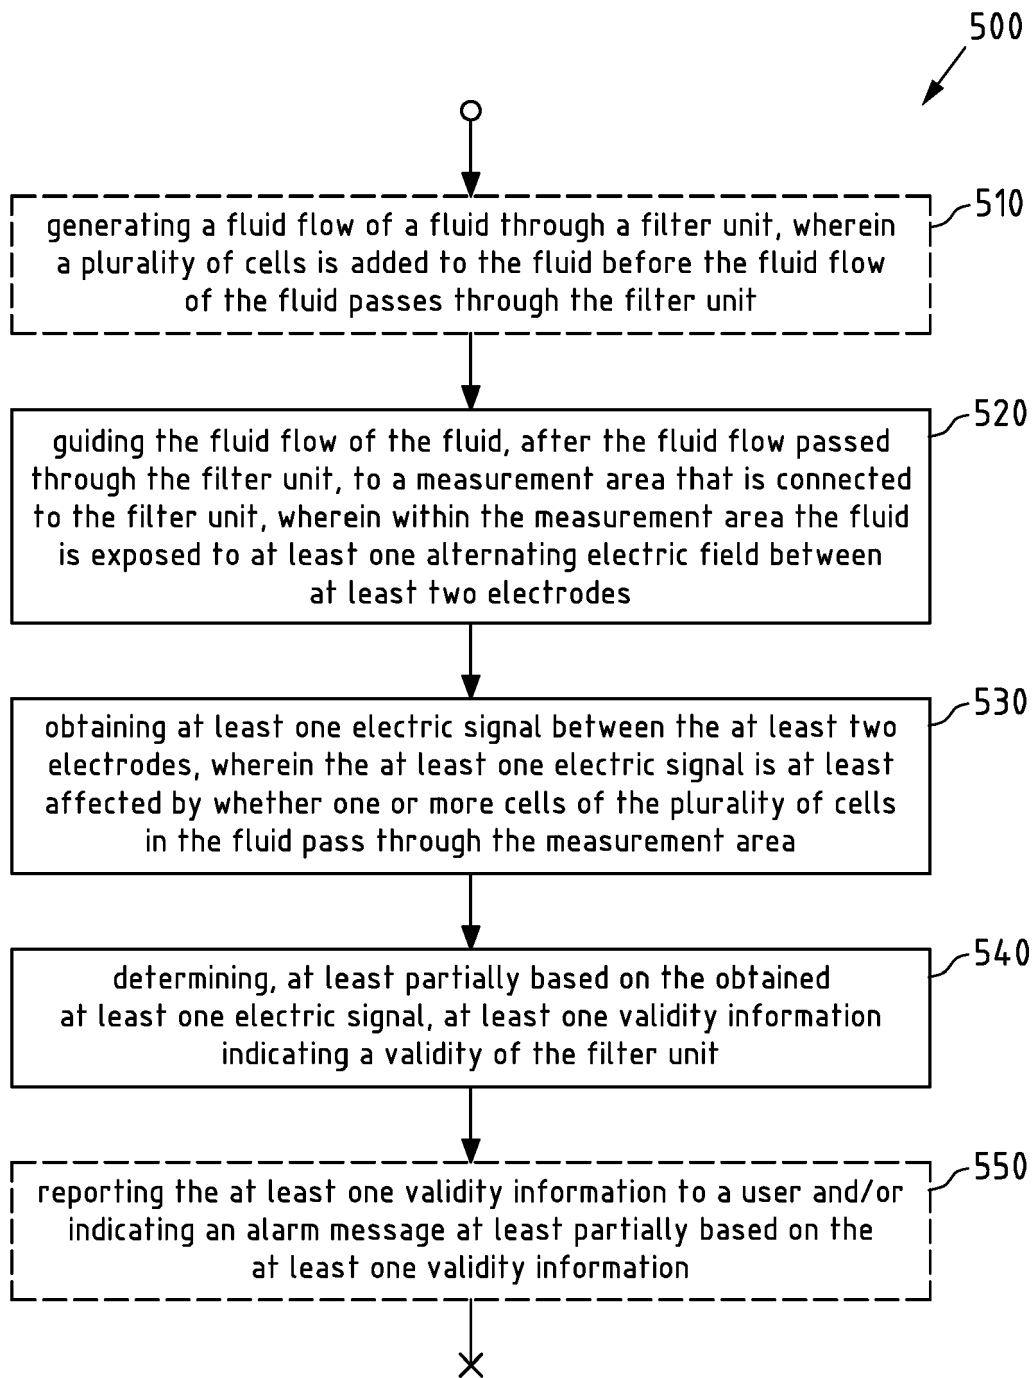 500
510
generating a fluid flow of a fluid through a filter unit, wherein
a plurality of cells is added to the fluid before the fluid flow
of the fluid passes through the filter unit
520
guiding the fluid flow of the fluid, after the fluid flow passed
through the filter unit, to a measurement area that is connected
to the filter unit, wherein within the measurement area the fluid
is exposed to at least one alternating electric field between
at least two electrodes
530
obtaining at least one electric signal between the at least two
electrodes, wherein the at least one electric signal is at least
affected by whether one or more cells of the plurality of cells
in the fluid pass through the measurement area
540
determining, at least partially based on the obtained
at least one electric signal, at least one validity information
indicating a validity of the filter unit
550
reporting the at least one validity information to a user and/or
indicating an alarm message at least partially based on the
at least one validity information